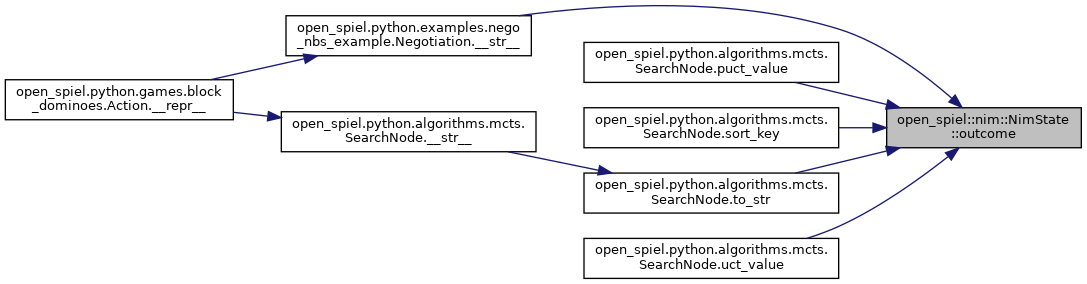 open_spiel.python.examples.nego
_nbs_example.Negotiation.__str__
open_spiel.python.algorithms.mcts.
SearchNode.puct_value
open_spiel.python.games.block
_dominoes.Action.__repr__
open_spiel.python.algorithms.mcts.
SearchNode.sort_key
open_spiel::nim::NimState
::outcome
open_spiel.python.algorithms.mcts.
SearchNode.__str__
open_spiel.python.algorithms.mcts.
SearchNode.to_str
open_spiel.python.algorithms.mcts.
SearchNode.uct_value